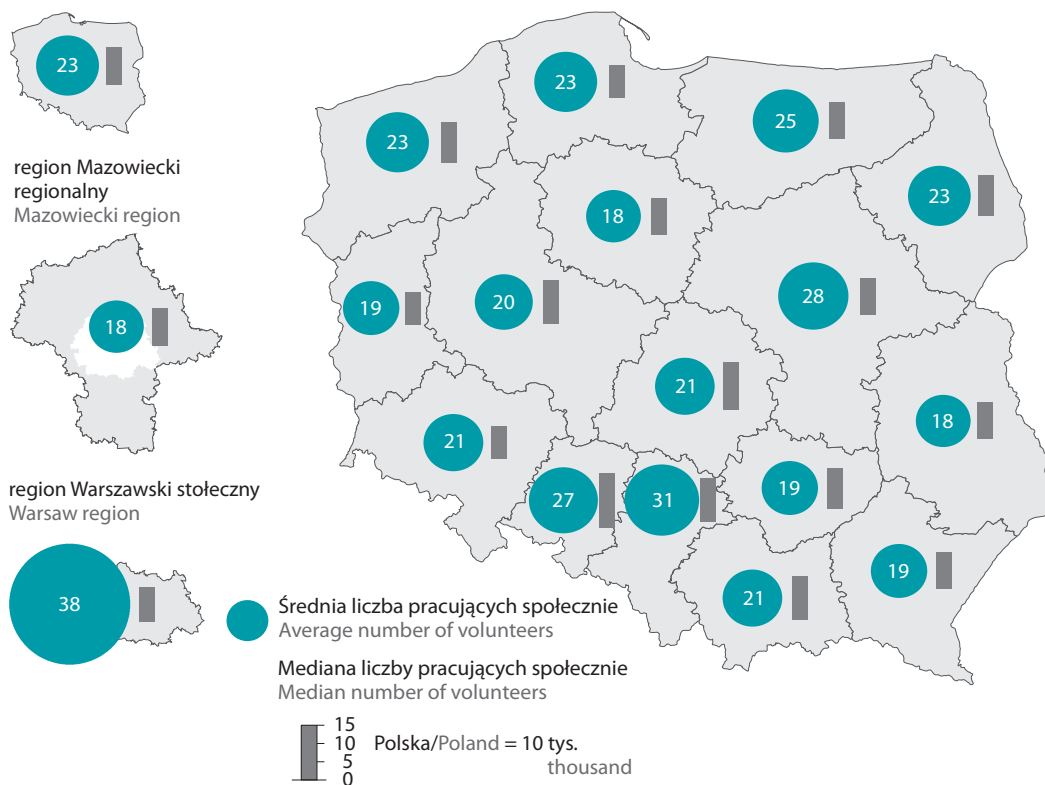 23
region Mazowiecki
regionalny
Mazowiecki region
18
region Warszawski stołeczny
Warsaw region
38
23
23
25
23
18
19
20
28
21
21
18
27
31
19
21
19
Średnia liczba pracujących społecznie
Average number of volunteers
Mediana liczby pracujących społecznie
Median number of volunteers
15
10
5
0
Polska/Poland = 10 tys.
thousand